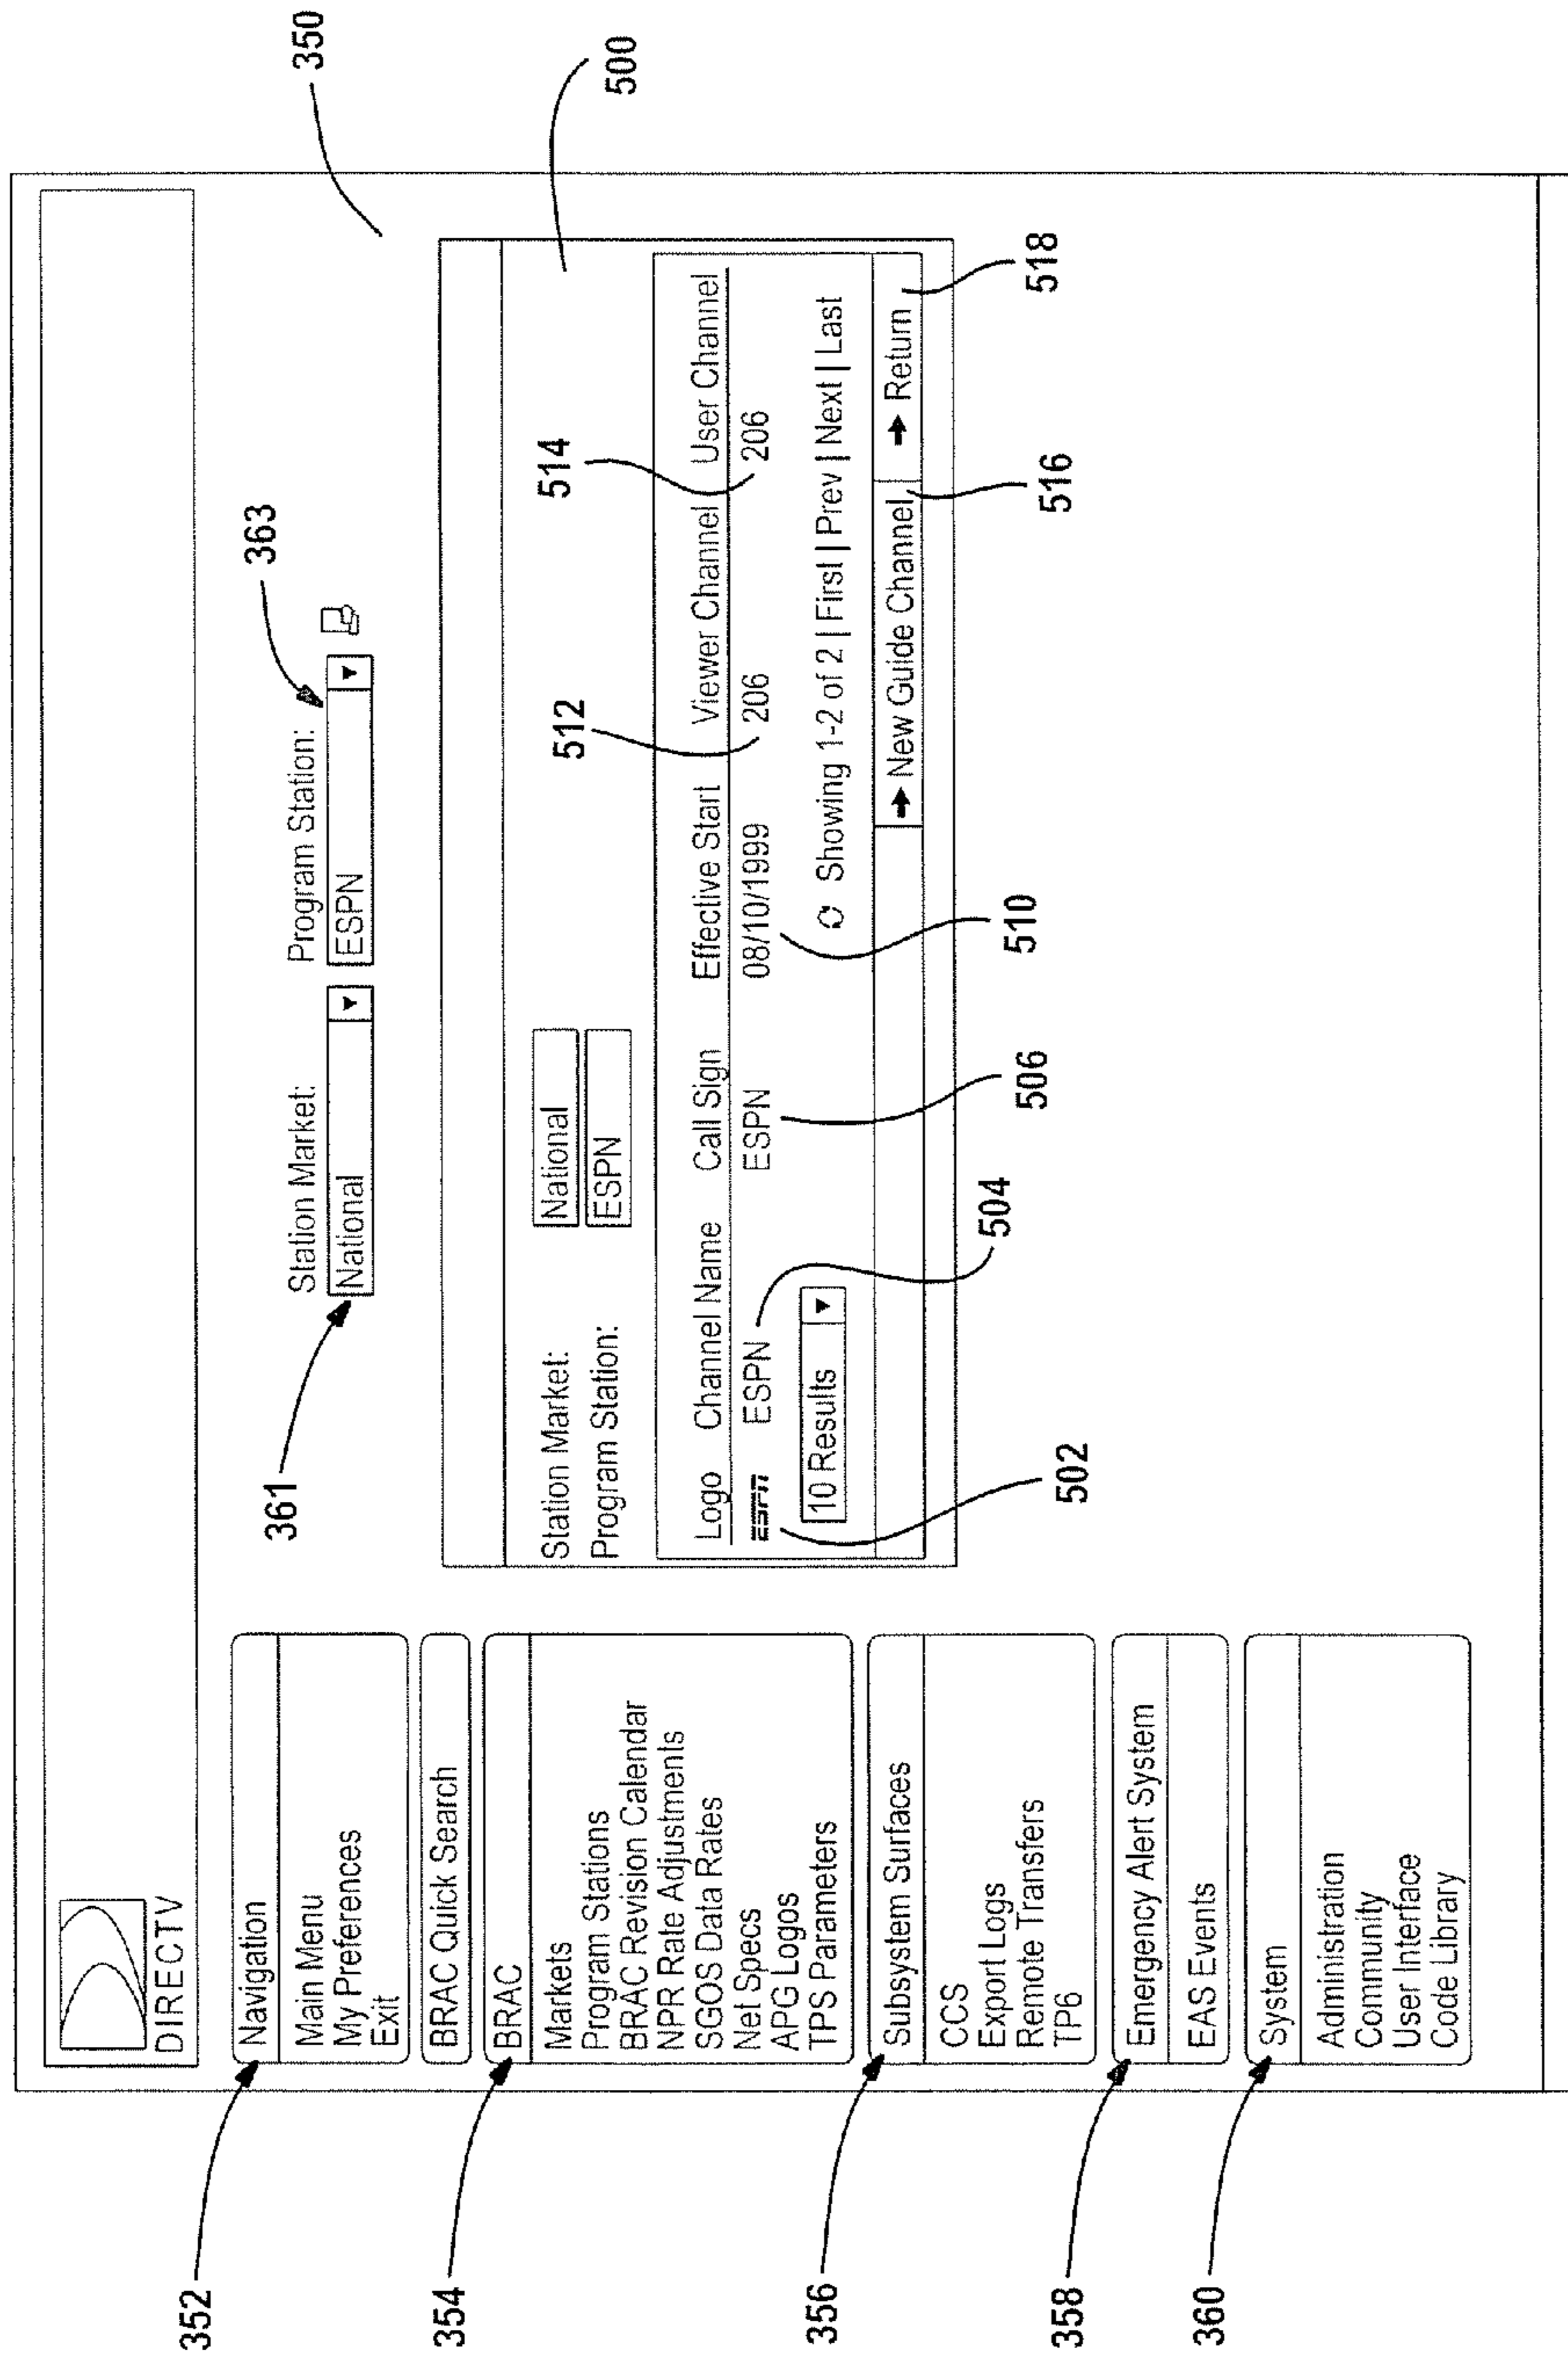 DIRECTV
350
352
Navigation
Main Menu
My Preferences
Exit
BRAC Quick Search
354
BRAC
Markets
Program Stations
BRAC Revision Calendar
NPR Rate Adjustments
SGOS Data Rates
Net Specs
APG Logos
TPS Parameters
356
Subsystem Surfaces
CCS
Export Logs
Remote Transfers
TP6
358
Emergency Alert System
EAS Events
360
System
Administration
Community
User Interface
Code Library
361
363
Station Market: Program Station:
National ESPN
500
Station Market: National
Program Station: ESPN
512
514
Logo Channel Name Call Sign Effective Start Viewer Channel User Channel
ESPN ESPN ESPN 08/10/1999 206 206
10 Results Showing 1-2 of 2 | First | Prev | Next | Last
New Guide Channel Return
502
504
506
510
516
518